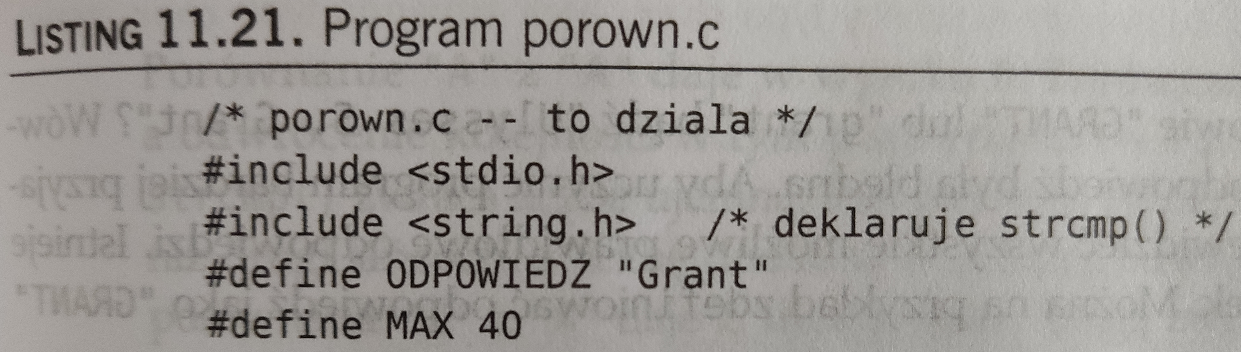 LISTING 11.21. Program porown.c
/* porown.c -- to dziala */
#include <stdio.h>
#include <string.h>   /* deklaruje strcmp() */
#define ODPOWIEDZ "Grant"
#define MAX 40